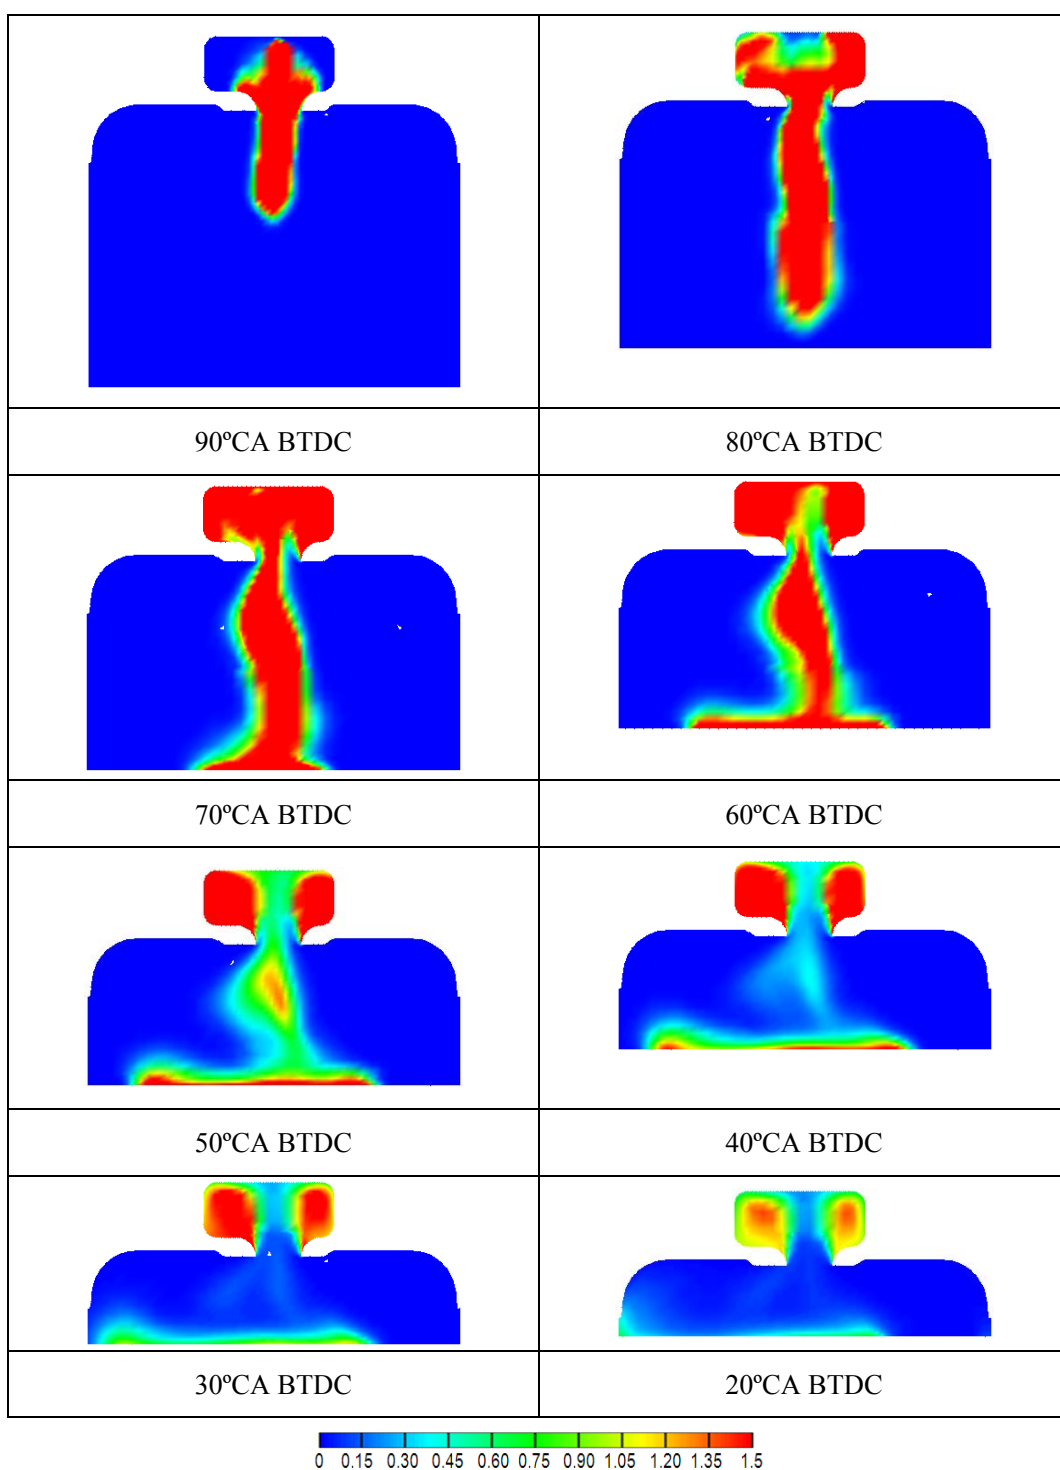 90ºCA BTDC
80ºCA BTDC
70ºCA BTDC
60ºCA BTDC
50ºCA BTDC
40ºCA BTDC
30ºCA BTDC
20ºCA BTDC
0 0.15 0.30 0.45 0.60 0.75 0.90 1.05 1.20 1.35 1.5